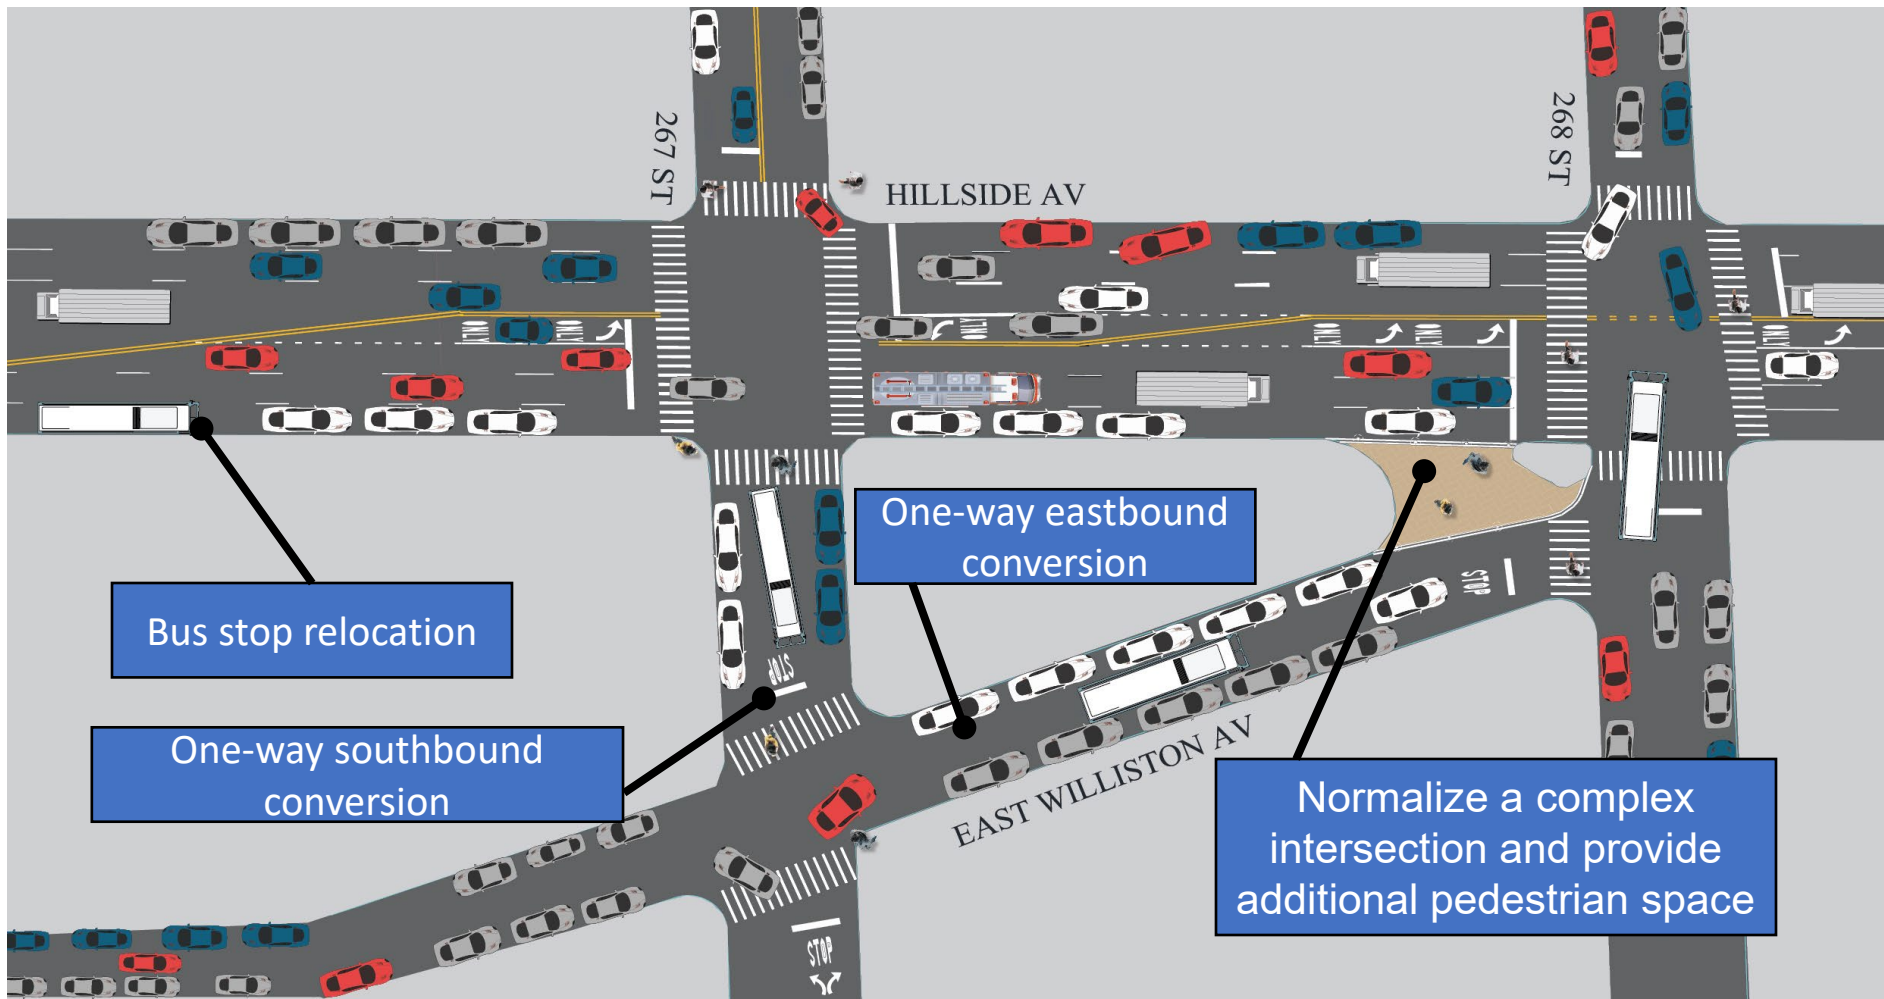 267 ST
268 ST
HILLSIDE AV
ONLY
ONLY
ONLY
ONLY
ONLY
ONLY
One-way eastbound
conversion
STOP
Bus stop relocation
STOP
One-way southbound
conversion
EAST WILLISTON AV
Normalize a complex
intersection and provide
additional pedestrian space
STOP